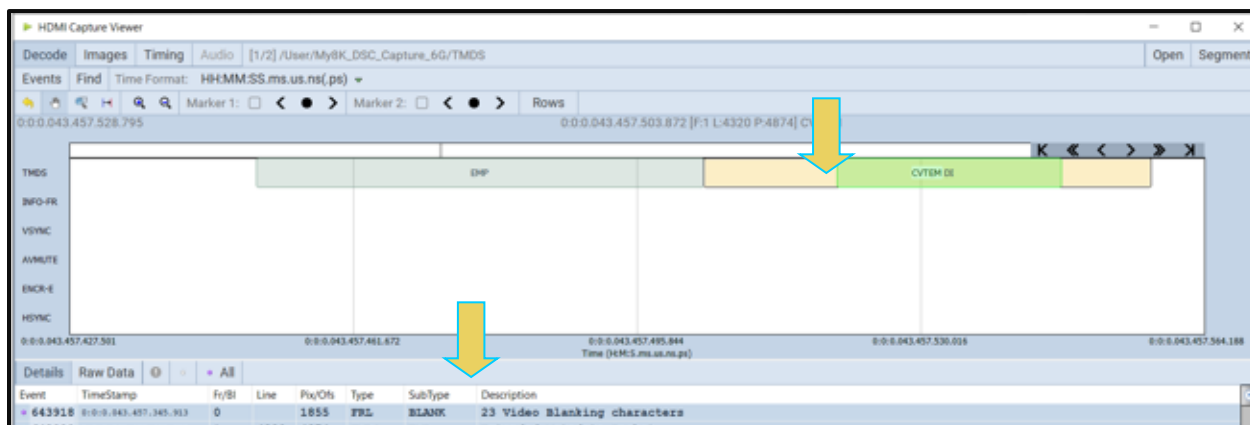 HDMI Capture Viewer
Decode Images Timing Audio [1/2] /User/My8K_DSC_Capture_6G/TMDS Open Segment
Events Find Time Format: HH:MM:SS.ms.us.ns(.ps)
Marker 1: Marker 2: Rows
0:0:0.043.457.528.795 0:0:0.043.457.503.872 [F:1 L:4320 P:4874]
TMDS EMP CVTEM DI
INFO-FR
VSYNC
AVMUTE
ENCR-E
HSYNC
0:0:0.043.457.427.501 0:0:0.043.457.461.672 0:0:0.043.457.495.844 0:0:0.043.457.530.016 0:0:0.043.457.564.188
Time (H:M:S.ms.us.ns.ps)
Details Raw Data All
Event TimeStamp Fr/Bl Line Pix/Ofs Type SubType Description
643918 0:0:0.043.457.345.913 0 1855 FRL BLANK 23 Video Blanking characters